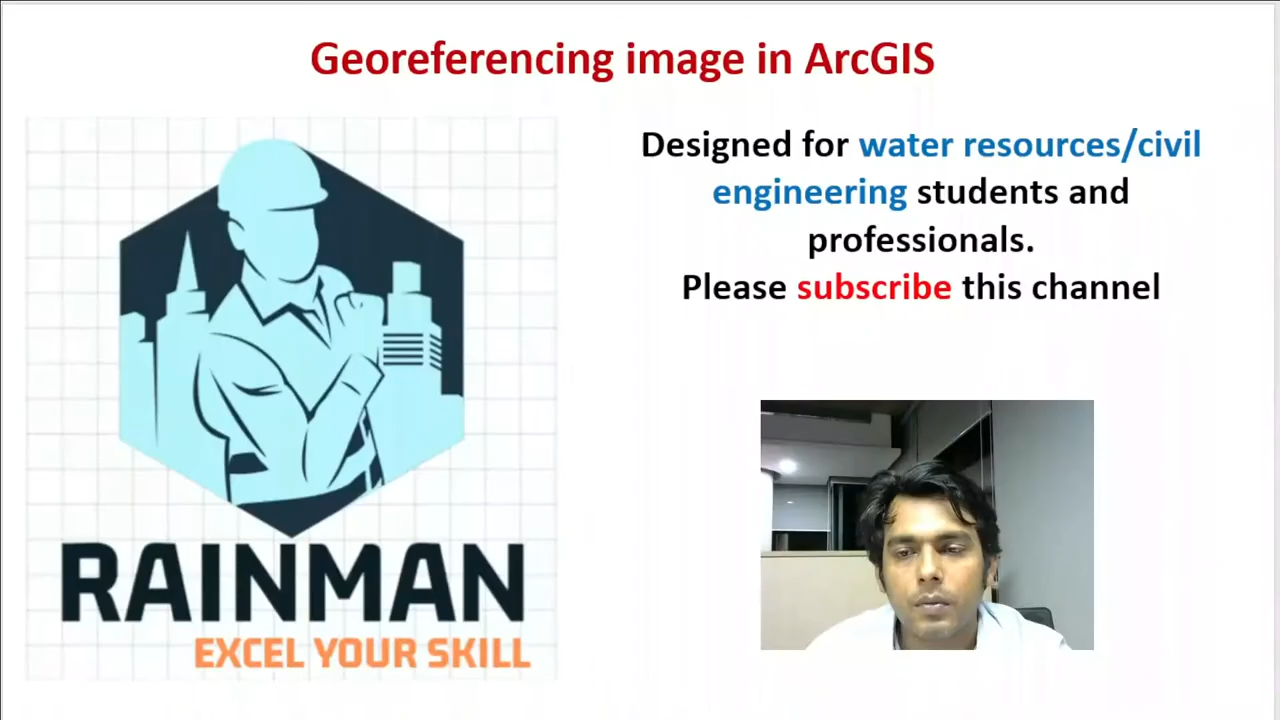 Georeferencing image in ArcGIS
Designed for water resources/civil
engineering students and
professionals.
Please subscribe this channel
RAINMAN
EXCEL YOUR SKILL